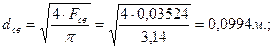 d_св = √(4·F_св / π) = √(4·0,03524 / 3,14) = 0,0994.м.;